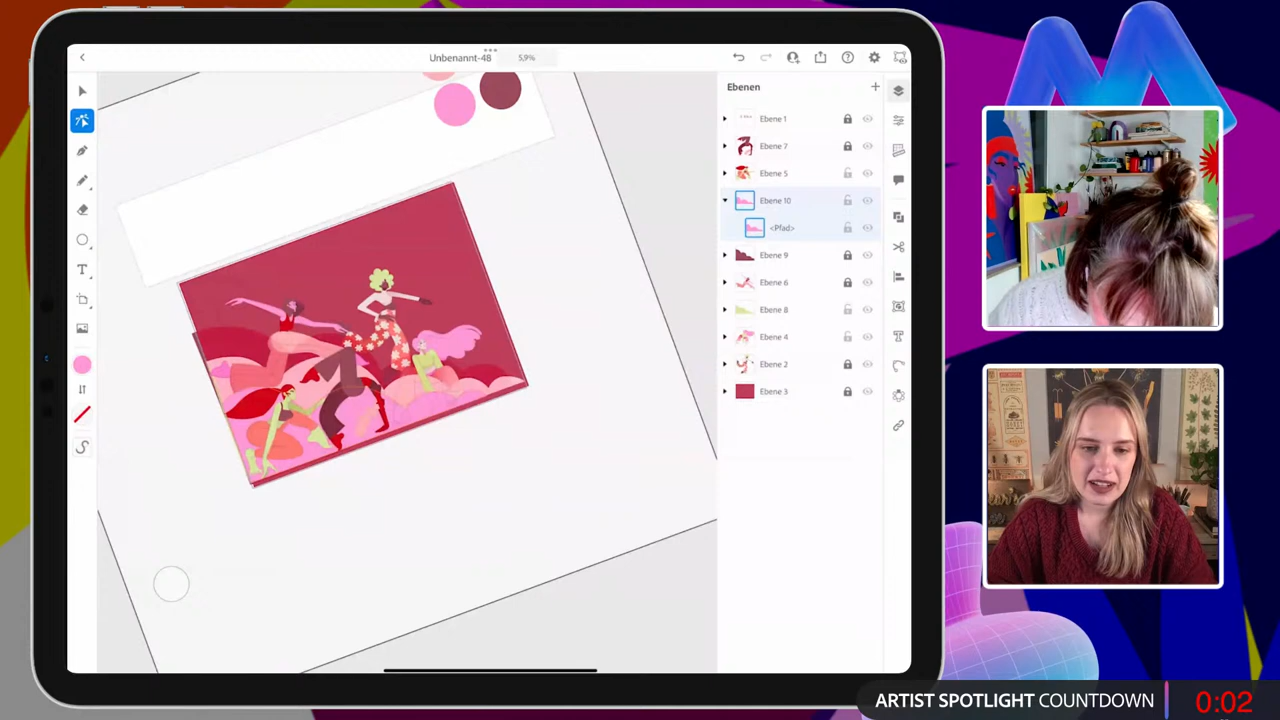 Unbenannt-48 5,9%
Ebenen
Ebene 1
Ebene 7
Ebene 5
Ebene 10
<Pfad>
Ebene 9
Ebene 6
Ebene 8
Ebene 4
Ebene 2
Ebene 3
ARTIST SPOTLIGHT COUNTDOWN 0:02